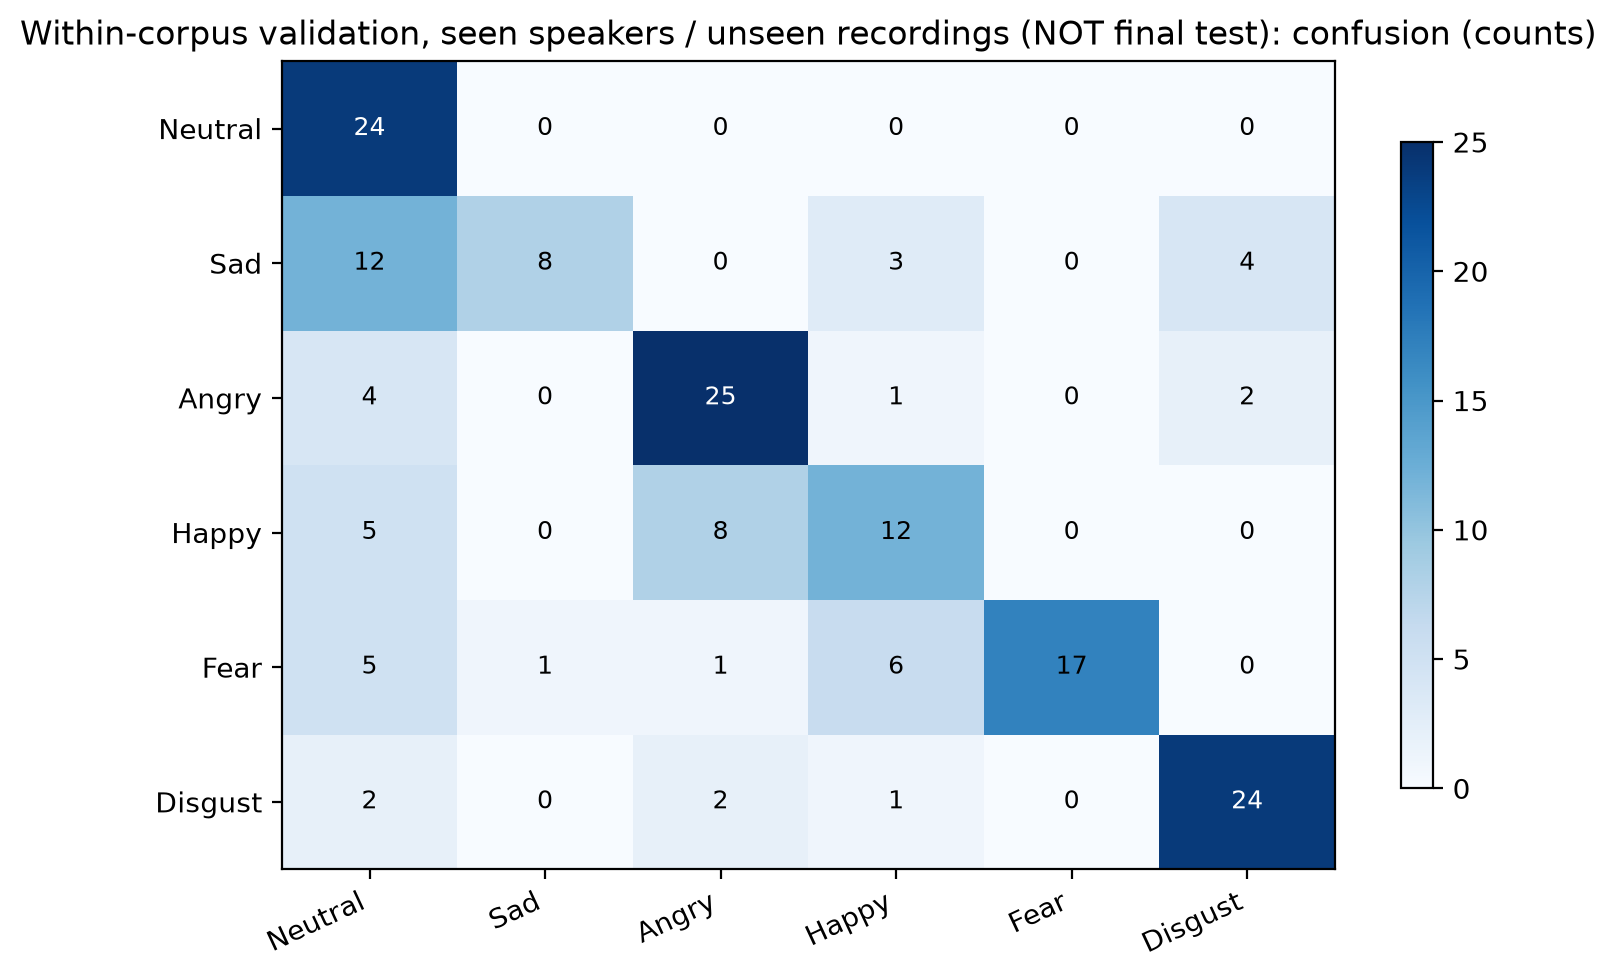 Within-corpus validation, seen speakers / unseen recordings (NOT final test): confusion (counts)
Neutral 24 0 0 0 0 0
Sad 12 8 0 3 0 4
Angry 4 0 25 1 0 2
Happy 5 0 8 12 0 0
Fear 5 1 1 6 17 0
Disgust 2 0 2 1 0 24
Neutral Sad Angry Happy Fear Disgust
25
20
15
10
5
0